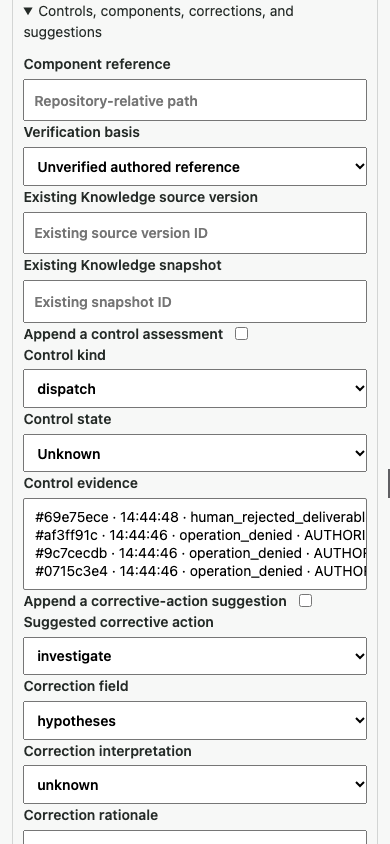 ▼ Controls, components, corrections, and
suggestions
Component reference
Repository-relative path
Verification basis
Unverified authored reference
Existing Knowledge source version
Existing source version ID
Existing Knowledge snapshot
Existing snapshot ID
Append a control assessment
Control kind
dispatch
Control state
Unknown
Control evidence
#69e75ece · 14:44:48 · human_rejected_deliverabl
#af3ff91c · 14:44:46 · operation_denied · AUTHORI
#9c7cecdb · 14:44:46 · operation_denied · AUTHOR
#0715c3e4 · 14:44:46 · operation_denied · AUTHOR
Append a corrective-action suggestion
Suggested corrective action
investigate
Correction field
hypotheses
Correction interpretation
unknown
Correction rationale